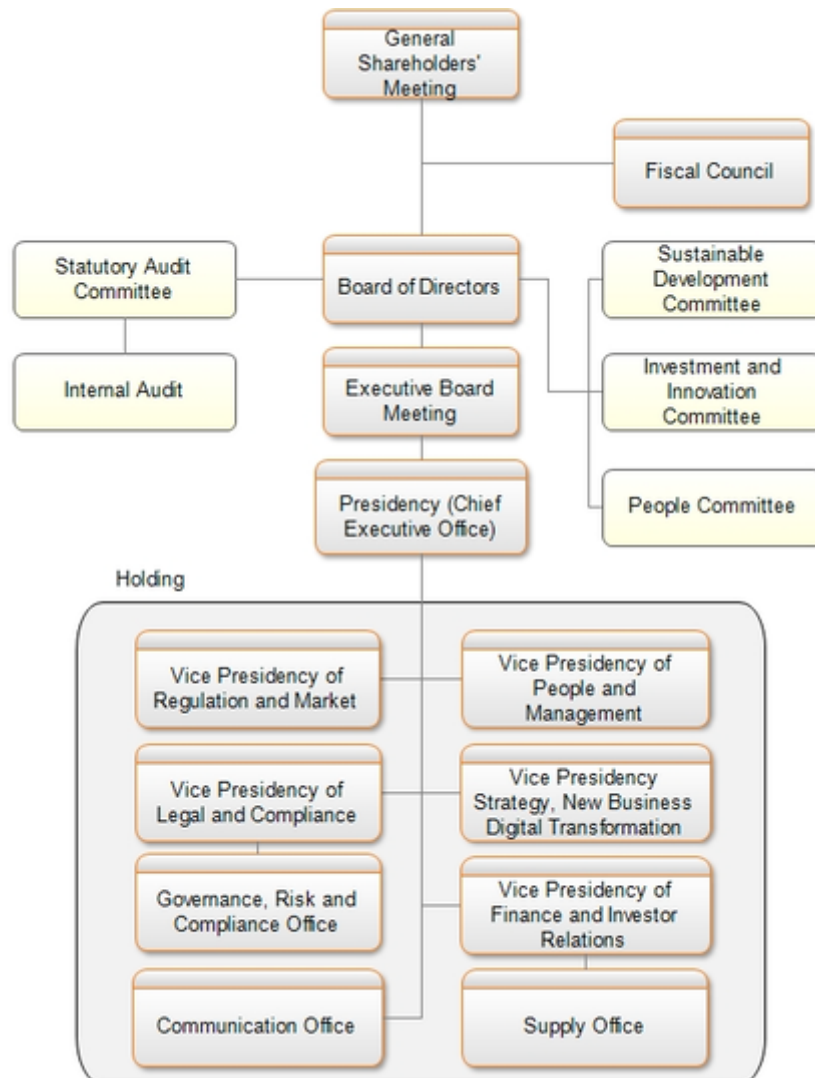 General
Shareholders'
Meeting
Fiscal Council
Statutory Audit
Committee
Board of Directors
Sustainable
Development
Committee
Internal Audit
Executive Board
Meeting
Investment and
Innovation
Committee
Presidency (Chief
Executive Office)
People Committee
Holding
Vice Presidency of
Regulation and Market
Vice Presidency of
People and
Management
Vice Presidency of
Legal and Compliance
Vice Presidency
Strategy, New Business
Digital Transformation
Governance, Risk and
Compliance Office
Vice Presidency of
Finance and Investor
Relations
Communication Office
Supply Office